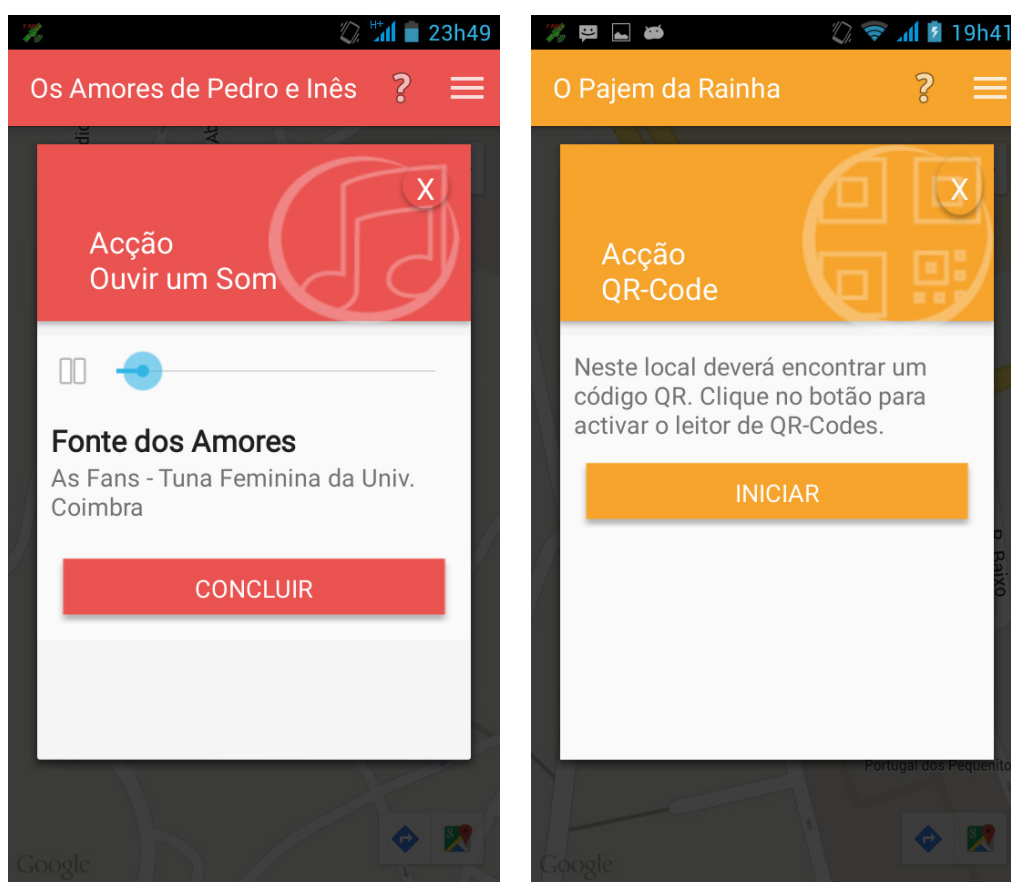 H+
23h49
Os Amores de Pedro e Inês
?
X
Acção
Ouvir um Som
Fonte dos Amores
As Fans - Tuna Feminina da Univ.
Coimbra
CONCLUIR
Google
19h41
O Pajem da Rainha
?
X
Acção
QR-Code
Neste local deverá encontrar um
código QR. Clique no botão para
activar o leitor de QR-Codes.
INICIAR
R. Baixo
Portugal dos Pequenito
Google